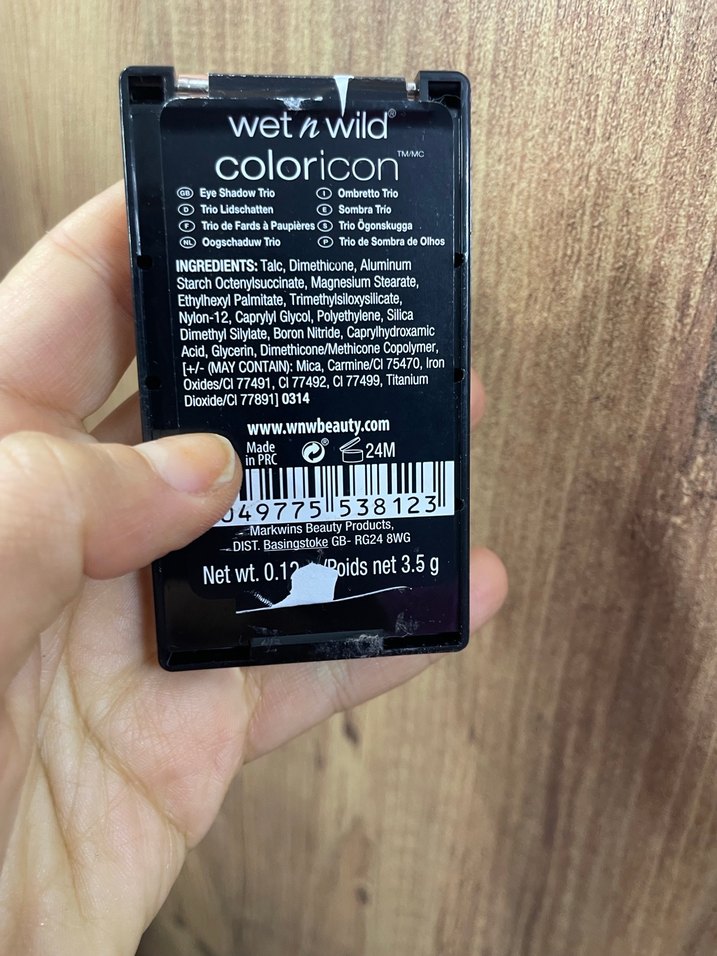 wet n wild®
coloricon™/MC
GB Eye Shadow Trio
D Trio Lidschatten
F Trio de Fards à Paupières
NL Oogschaduw Trio
I Ombretto Trio
E Sombra Trio
S Trio Ögonskugga
P Trio de Sombra de Olhos
INGREDIENTS: Talc, Dimethicone, Aluminum
Starch Octenylsuccinate, Magnesium Stearate,
Ethylhexyl Palmitate, Trimethylsiloxysilicate,
Nylon-12, Caprylyl Glycol, Polyethylene, Silica
Dimethyl Silylate, Boron Nitride, Caprylhydroxamic
Acid, Glycerin, Dimethicone/Methicone Copolymer,
[+/- (MAY CONTAIN): Mica, Carmine/CI 75470, Iron
Oxides/CI 77491, CI 77492, CI 77499, Titanium
Dioxide/CI 77891] 0314
www.wnwbeauty.com
Made
in PRC
® 24M
049775 538123
Markwins Beauty Products,
DIST. Basingstoke GB- RG24 8WG
Net wt. 0.12 /Poids net 3.5 g